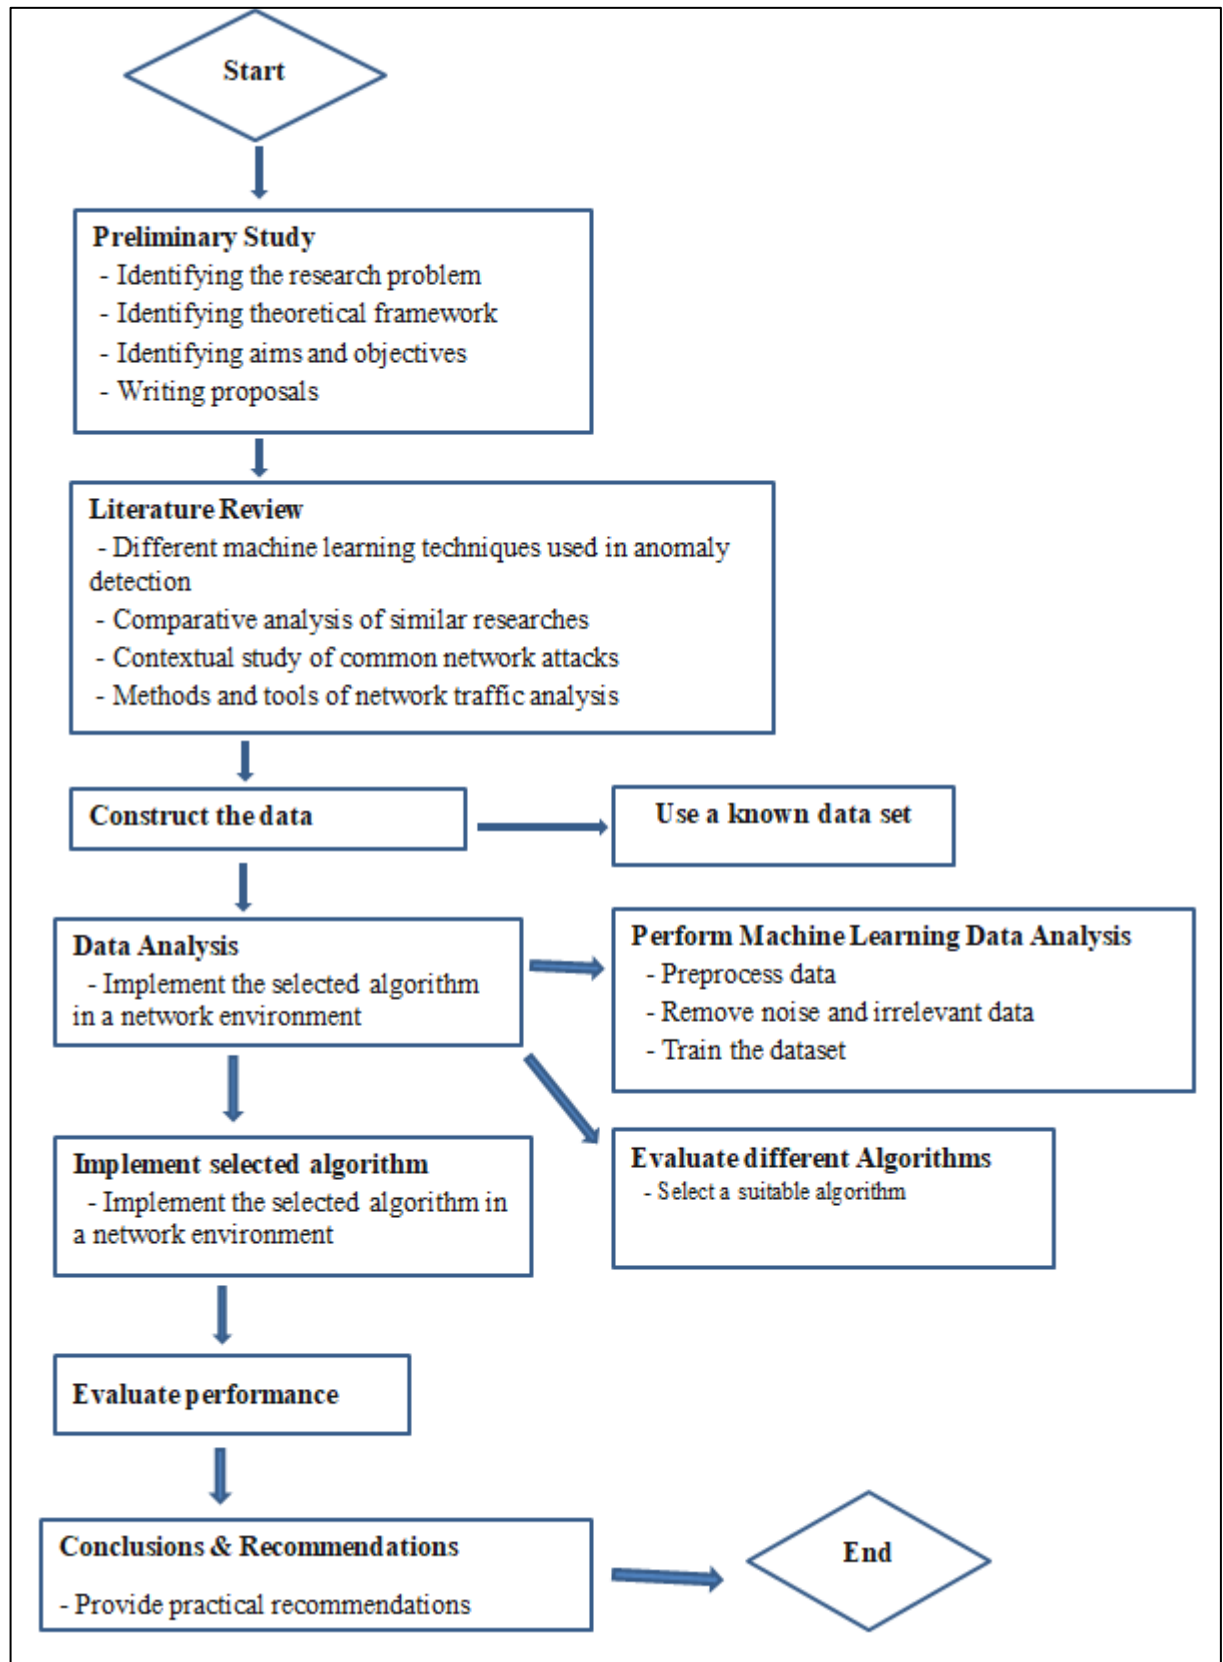 Start
Preliminary Study
- Identifying the research problem
- Identifying theoretical framework
- Identifying aims and objectives
- Writing proposals
Literature Review
- Different machine learning techniques used in anomaly
detection
- Comparative analysis of similar researches
- Contextual study of common network attacks
- Methods and tools of network traffic analysis
Construct the data
Use a known data set
Data Analysis
- Implement the selected algorithm
in a network environment
Perform Machine Learning Data Analysis
- Preprocess data
- Remove noise and irrelevant data
- Train the dataset
Evaluate different Algorithms
- Select a suitable algorithm
Implement selected algorithm
- Implement the selected algorithm in
a network environment
Evaluate performance
Conclusions & Recommendations
- Provide practical recommendations
End